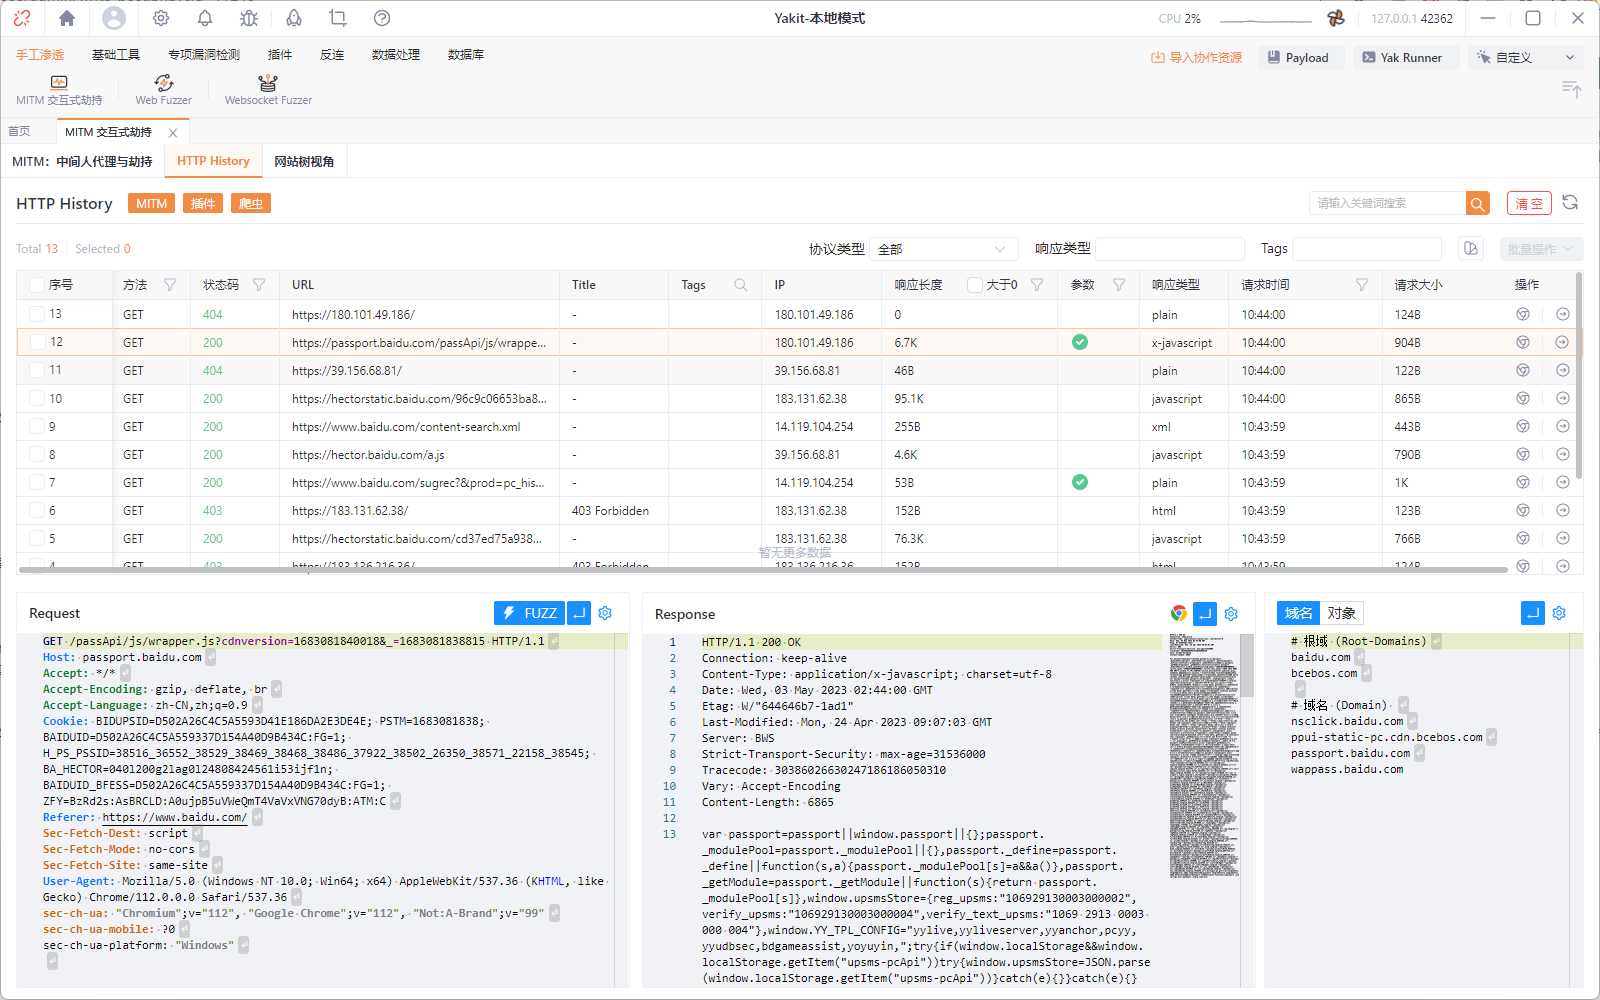 Yakit-本地模式
CPU 2%
127.0.0.1 42362
手工渗透 基础工具 专项漏洞检测 插件 反连 数据处理 数据库
导入协作资源 Payload Yak Runner 自定义
MITM 交互式劫持 Web Fuzzer Websocket Fuzzer
首页 MITM 交互式劫持
MITM：中间人代理与劫持 HTTP History 网站树视角
HTTP History MITM 插件 爬虫
请输入关键词搜索 清 空
Total 13 Selected 0
协议类型 全部 响应类型 Tags 批量操作
序号 方法 状态码 URL Title Tags IP 响应长度 大于0 参数 响应类型 请求时间 请求大小 操作
13 GET 404 https://180.101.49.186/ - 180.101.49.186 0 plain 10:44:00 124B
12 GET 200 https://passport.baidu.com/passApi/js/wrappe... - 180.101.49.186 6.7K x-javascript 10:44:00 904B
11 GET 404 https://39.156.68.81/ - 39.156.68.81 46B plain 10:44:00 122B
10 GET 200 https://hectorstatic.baidu.com/96c9c06653ba8... - 183.131.62.38 95.1K javascript 10:44:00 865B
9 GET 200 https://www.baidu.com/content-search.xml - 14.119.104.254 255B xml 10:43:59 443B
8 GET 200 https://hector.baidu.com/a.js - 39.156.68.81 4.6K javascript 10:43:59 790B
7 GET 200 https://www.baidu.com/sugrec?&prod=pc_his... - 14.119.104.254 53B plain 10:43:59 1K
6 GET 403 https://183.131.62.38/ 403 Forbidden 183.131.62.38 152B html 10:43:59 123B
5 GET 200 https://hectorstatic.baidu.com/cd37ed75a938... - 183.131.62.38 76.3K javascript 10:43:59 766B
暂无更多数据
4 GET 403 https://183.136.216.36/ 403 Forbidden 183.136.216.36 152B html 10:43:59 124B
Request FUZZ
GET /passApi/js/wrapper.js?cdnversion=1683081840018&_=1683081838815 HTTP/1.1
Host: passport.baidu.com
Accept: */*
Accept-Encoding: gzip, deflate, br
Accept-Language: zh-CN,zh;q=0.9
Cookie: BIDUPSID=D502A26C4C5A5593D41E186DA2E3DE4E; PSTM=1683081838;
BAIDUID=D502A26C4C5A559337D154A40D9B434C:FG=1;
H_PS_PSSID=38516_36552_38529_38469_38468_38486_37922_38502_26350_38571_22158_38545;
BA_HECTOR=040l200g2lag0l24808424561i53ijf1n;
BAIDUID_BFESS=D502A26C4C5A559337D154A40D9B434C:FG=1;
ZFY=BzRd2s:AsBRCLD:A0ujpB5uVWeQmT4VaVxVNG70dyB:ATM:C
Referer: https://www.baidu.com/
Sec-Fetch-Dest: script
Sec-Fetch-Mode: no-cors
Sec-Fetch-Site: same-site
User-Agent: Mozilla/5.0 (Windows NT 10.0; Win64; x64) AppleWebKit/537.36 (KHTML, like
Gecko) Chrome/112.0.0.0 Safari/537.36
sec-ch-ua: "Chromium";v="112", "Google Chrome";v="112", "Not:A-Brand";v="99"
sec-ch-ua-mobile: ?0
sec-ch-ua-platform: "Windows"
Response
1 HTTP/1.1 200 OK
2 Connection: keep-alive
3 Content-Type: application/x-javascript; charset=utf-8
4 Date: Wed, 03 May 2023 02:44:00 GMT
5 Etag: W/"644646b7-1ad1"
6 Last-Modified: Mon, 24 Apr 2023 09:07:03 GMT
7 Server: BWS
8 Strict-Transport-Security: max-age=31536000
9 Tracecode: 30386026630247186186050310
10 Vary: Accept-Encoding
11 Content-Length: 6865
12
13 var passport=passport||window.passport||{};passport.
_modulePool=passport._modulePool||{},passport._define=passport.
_define||function(s,a){passport._modulePool[s]=a&&a()},passport.
_getModule=passport._getModule||function(s){return passport.
_modulePool[s]},window.upsmsStore={reg_upsms:"106929130003000002",
verify_upsms:"106929130003000004",verify_text_upsms:"1069 2913 0003
000 004"},window.YY_TPL_CONFIG="yylive,yyliveserver,yyanchor,pcyy,
yyudbsec,bdgameassist,yoyuyin,";try{if(window.localStorage&&window.
localStorage.getItem("upsms-pcApi"))try{window.upsmsStore=JSON.parse
(window.localStorage.getItem("upsms-pcApi"))}catch(e){}}catch(e){}
域名 对象
# 根域 (Root-Domains)
baidu.com
bcebos.com
# 域名 (Domain)
nsclick.baidu.com
ppui-static-pc.cdn.bcebos.com
passport.baidu.com
wappass.baidu.com